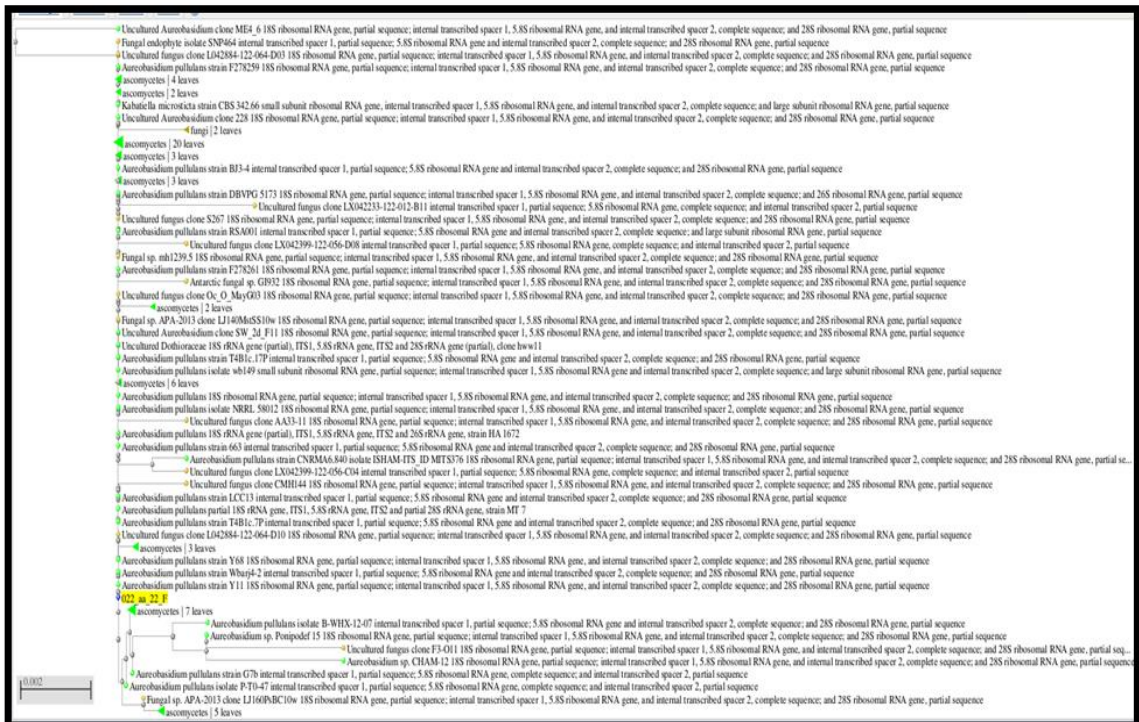 Uncultured Aureobasidium clone ME4_6 18S ribosomal RNA gene, partial sequence; internal transcribed spacer 1, 5.8S ribosomal RNA gene, and internal transcribed spacer 2, complete sequence; and 28S ribosomal RNA gene, partial sequence
Fungal endophyte isolate SNP464 internal transcribed spacer 1, partial sequence; 5.8S ribosomal RNA gene and internal transcribed spacer 2, complete sequence; and 28S ribosomal RNA gene, partial sequence
Uncultured fungus clone L042884-122-064-D03 18S ribosomal RNA gene, partial sequence; internal transcribed spacer 1, 5.8S ribosomal RNA gene, and internal transcribed spacer 2, complete sequence; and 28S
Aureobasidium pullulans strain F278259 18S ribosomal RNA gene, partial sequence; internal transcribed spacer 1, 5.8S ribosomal RNA gene, and internal transcribed spacer 2, complete sequence; and 28S ribosomal RNA gene, partial sequence
ascomycetes | 4 leaves
ascomycetes | 2 leaves
Kabatiella microsticta strain CBS 342.66 small subunit ribosomal RNA gene, internal transcribed spacer 1, 5.8S ribosomal RNA gene, and internal transcribed spacer 2, complete sequence; and large subunit ribosomal RNA gene, partial sequence
Uncultured Aureobasidium clone 228 18S ribosomal RNA gene, partial sequence; internal transcribed spacer 1, 5.8S ribosomal RNA gene, and internal transcribed spacer 2, complete sequence; and 28S ribosomal RNA gene, partial sequence
fungi | 2 leaves
ascomycetes | 20 leaves
ascomycetes | 3 leaves
Aureobasidium pullulans strain BJ3-4 internal transcribed spacer 1, partial sequence; 5.8S ribosomal RNA gene and internal transcribed spacer 2, complete sequence; and 28S ribosomal RNA gene, partial sequence
ascomycetes | 3 leaves
Aureobasidium pullulans strain DBVPG 5173 18S ribosomal RNA gene, partial sequence; internal transcribed spacer 1, 5.8S ribosomal RNA gene, and internal transcribed spacer 2, complete sequence; and 26S ribosomal RNA gene, partial sequence
Uncultured fungus clone LX042233-122-012-B11 internal transcribed spacer 1, partial sequence; 5.8S ribosomal RNA gene, complete sequence; and internal transcribed spacer 2, partial sequence
Uncultured fungus clone S267 18S ribosomal RNA gene, partial sequence; internal transcribed spacer 1, 5.8S ribosomal RNA gene, and internal transcribed spacer 2, complete sequence; and 28S ribosomal RNA gene, partial sequence
Aureobasidium pullulans strain RSA001 internal transcribed spacer 1, partial sequence; 5.8S ribosomal RNA gene and internal transcribed spacer 2, complete sequence; and large subunit ribosomal RNA gene, partial sequence
Uncultured fungus clone LX042399-122-056-D08 internal transcribed spacer 1, partial sequence; 5.8S ribosomal RNA gene, complete sequence; and internal transcribed spacer 2, partial sequence
Fungal sp. mh1239.5 18S ribosomal RNA gene, partial sequence; internal transcribed spacer 1, 5.8S ribosomal RNA gene, and internal transcribed spacer 2, complete sequence; and 28S ribosomal RNA gene, partial sequence
Aureobasidium pullulans strain F278261 18S ribosomal RNA gene, partial sequence; internal transcribed spacer 1, 5.8S ribosomal RNA gene, and internal transcribed spacer 2, complete sequence; and 28S ribosomal RNA gene, partial sequence
Antarctic fungal sp. GI932 18S ribosomal RNA gene, partial sequence; internal transcribed spacer 1, 5.8S ribosomal RNA gene, and internal transcribed spacer 2, complete sequence; and 28S ribosomal RNA gene, partial sequence
Uncultured fungus clone Oc_O_MayG03 18S ribosomal RNA gene, partial sequence; internal transcribed spacer 1, 5.8S ribosomal RNA gene, and internal transcribed spacer 2, complete sequence; and 28S ribosomal RNA gene, partial sequence
ascomycetes | 2 leaves
Fungal sp. APA-2013 clone LJ140MstSS10w 18S ribosomal RNA gene, partial sequence; internal transcribed spacer 1, 5.8S ribosomal RNA gene, and internal transcribed spacer 2, complete sequence; and 28S ribosomal RNA gene, partial sequence
Uncultured Aureobasidium clone SW_2d_F11 18S ribosomal RNA gene, partial sequence; internal transcribed spacer 1, 5.8S ribosomal RNA gene, and internal transcribed spacer 2, complete sequence; and 28S ribosomal RNA gene, partial sequence
Uncultured Dothioraceae 18S rRNA gene (partial), ITS1, 5.8S rRNA gene, ITS2 and 28S rRNA gene (partial), clone hww11
Aureobasidium pullulans strain T4B1c.17P internal transcribed spacer 1, partial sequence; 5.8S ribosomal RNA gene and internal transcribed spacer 2, complete sequence; and 28S ribosomal RNA gene, partial sequence
Aureobasidium pullulans isolate wb149 small subunit ribosomal RNA gene, partial sequence; internal transcribed spacer 1, 5.8S ribosomal RNA gene, and internal transcribed spacer 2, complete sequence; and large subunit ribosomal RNA gene, partial sequence
ascomycetes | 6 leaves
Aureobasidium pullulans 18S ribosomal RNA gene, partial sequence; internal transcribed spacer 1, 5.8S ribosomal RNA gene, and internal transcribed spacer 2, complete sequence; and 28S ribosomal RNA gene, partial sequence
Aureobasidium pullulans isolate NRRL 58012 18S ribosomal RNA gene, partial sequence; internal transcribed spacer 1, 5.8S ribosomal RNA gene, and internal transcribed spacer 2, complete sequence; and 28S ribosomal RNA gene, partial sequence
Uncultured fungus clone AA33-11 18S ribosomal RNA gene, partial sequence; internal transcribed spacer 1, 5.8S ribosomal RNA gene, and internal transcribed spacer 2, complete sequence; and 28S ribosomal RNA gene, partial sequence
Aureobasidium pullulans 18S rRNA gene (partial), ITS1, 5.8S rRNA gene, ITS2 and 26S rRNA gene, strain HA 1672
Aureobasidium pullulans strain 663 internal transcribed spacer 1, partial sequence; 5.8S ribosomal RNA gene and internal transcribed spacer 2, complete sequence; and 28S ribosomal RNA gene, partial sequence
Aureobasidium pullulans strain CNRMA6.840 isolate ISHAM-ITS_ID MITS376 18S ribosomal RNA gene, partial sequence; internal transcribed spacer 1, 5.8S ribosomal RNA gene, and internal transcribed spacer 2, complete sequence; and 28S ribosomal RNA gene, partial se...
Uncultured fungus clone LX042399-122-056-C04 internal transcribed spacer 1, partial sequence; 5.8S ribosomal RNA gene, complete sequence; and internal transcribed spacer 2, partial sequence
Uncultured fungus clone CMH144 18S ribosomal RNA gene, partial sequence; internal transcribed spacer 1, 5.8S ribosomal RNA gene, and internal transcribed spacer 2, complete sequence; and 28S ribosomal RNA gene, partial sequence
Aureobasidium pullulans strain LCC13 internal transcribed spacer 1, partial sequence; 5.8S ribosomal RNA gene and internal transcribed spacer 2, complete sequence; and 28S ribosomal RNA gene, partial sequence
Aureobasidium pullulans partial 18S rRNA gene, ITS1, 5.8S rRNA gene, ITS2 and partial 28S rRNA gene, strain MT 7
Aureobasidium pullulans strain T4B1c.7P internal transcribed spacer 1, partial sequence; 5.8S ribosomal RNA gene and internal transcribed spacer 2, complete sequence; and 28S ribosomal RNA gene, partial sequence
Uncultured fungus clone L042884-122-064-D10 18S ribosomal RNA gene, partial sequence; internal transcribed spacer 1, 5.8S ribosomal RNA gene, and internal transcribed spacer 2, complete sequence; and 28S ribosomal RNA gene, partial sequence
ascomycetes | 3 leaves
Aureobasidium pullulans strain Y68 18S ribosomal RNA gene, partial sequence; internal transcribed spacer 1, 5.8S ribosomal RNA gene, and internal transcribed spacer 2, complete sequence; and 28S ribosomal RNA gene, partial sequence
Aureobasidium pullulans strain Wbarj4-2 internal transcribed spacer 1, partial sequence; 5.8S ribosomal RNA gene and internal transcribed spacer 2, complete sequence; and 28S ribosomal RNA gene, partial sequence
Aureobasidium pullulans strain Y11 18S ribosomal RNA gene, partial sequence; internal transcribed spacer 1, 5.8S ribosomal RNA gene, and internal transcribed spacer 2, complete sequence; and 28S ribosomal RNA gene, partial sequence
022_aa_22_F
ascomycetes | 7 leaves
Aureobasidium pullulans isolate B-WHX-12-07 internal transcribed spacer 1, partial sequence; 5.8S ribosomal RNA gene and internal transcribed spacer 2, complete sequence; and 28S ribosomal RNA gene, partial sequence
Aureobasidium sp. Ponipodef 15 18S ribosomal RNA gene, partial sequence; internal transcribed spacer 1, 5.8S ribosomal RNA gene, and internal transcribed spacer 2, complete sequence; and 28S ribosomal RNA gene, partial sequence
Uncultured fungus clone F3-O11 18S ribosomal RNA gene, partial sequence; internal transcribed spacer 1, 5.8S ribosomal RNA gene, and internal transcribed spacer 2, complete sequence; and 28S ribosomal RNA gene, partial seq...
Aureobasidium sp. CHAM-12 18S ribosomal RNA gene, partial sequence; internal transcribed spacer 1, 5.8S ribosomal RNA gene, and internal transcribed spacer 2, complete sequence; and 28S ribosomal RNA gene, partial sequence
Aureobasidium pullulans strain G7b internal transcribed spacer 1, partial sequence; 5.8S ribosomal RNA gene, complete sequence; and internal transcribed spacer 2, partial sequence
Aureobasidium pullulans isolate P-T0-47 internal transcribed spacer 1, partial sequence; 5.8S ribosomal RNA gene, complete sequence; and internal transcribed spacer 2, partial sequence
0.002
Fungal sp. APA-2013 clone LJ160PsBC10w 18S ribosomal RNA gene, partial sequence; internal transcribed spacer 1, 5.8S ribosomal RNA gene, and internal transcribed spacer 2, complete sequence; and 28S ribosomal RNA gene, partial sequence
ascomycetes | 5 leaves